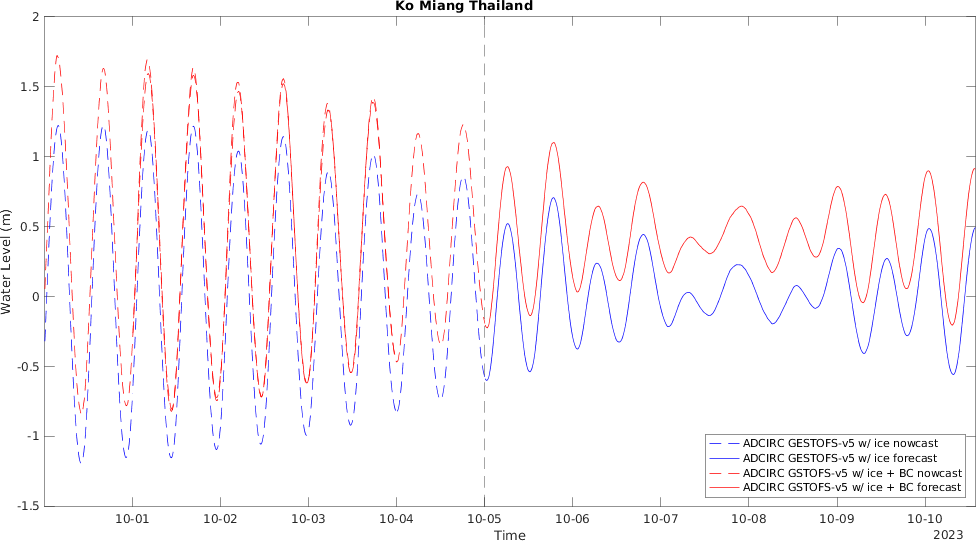 Ko Miang Thailand
2
1.5
1
0.5
0
-0.5
-1
-1.5
Water Level (m)
10-01 10-02 10-03 10-04 10-05 10-06 10-07 10-08 10-09 10-10
Time
2023
ADCIRC GESTOFS-v5 w/ ice nowcast
ADCIRC GESTOFS-v5 w/ ice forecast
ADCIRC GSTOFS-v5 w/ ice + BC nowcast
ADCIRC GSTOFS-v5 w/ ice + BC forecast